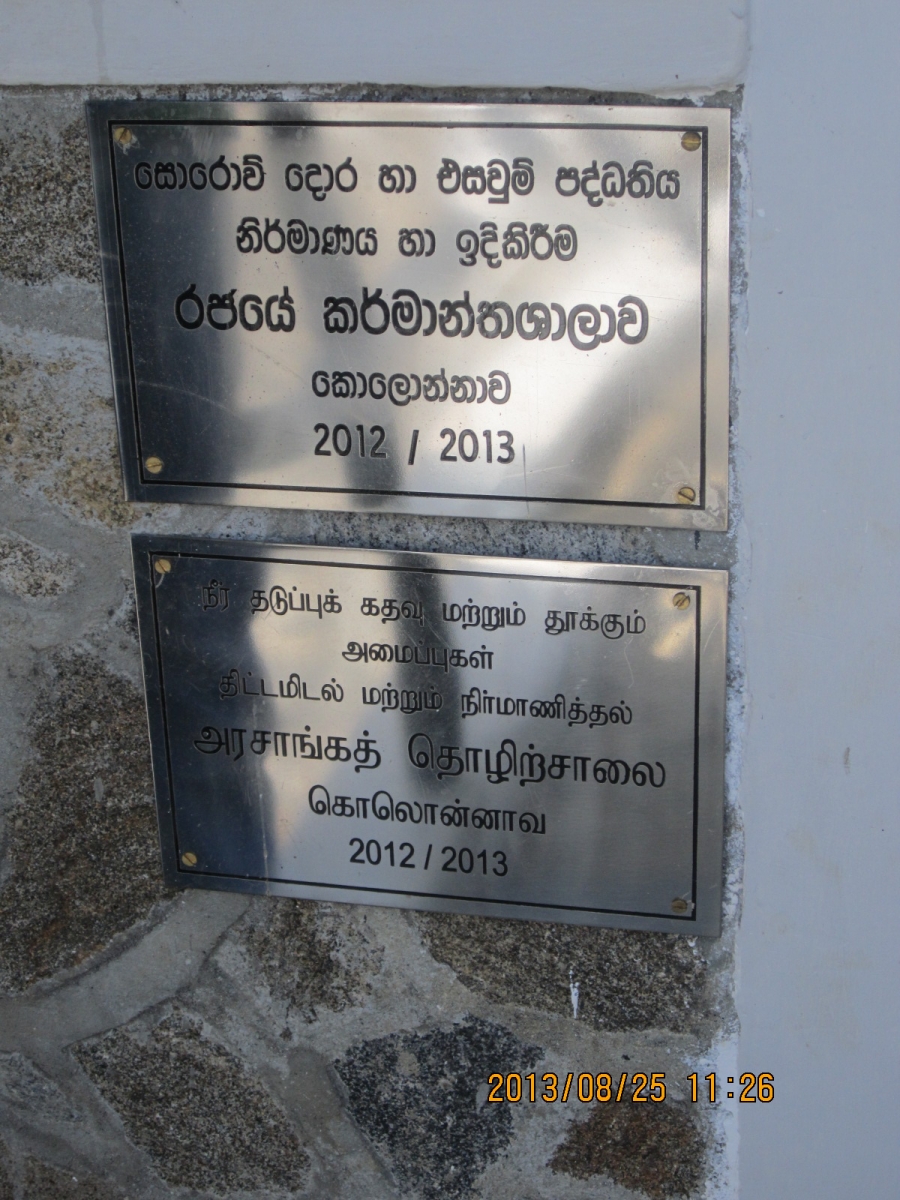 සොරොව් දොර හා එසවුම් පද්ධතිය
නිර්මාණය හා ඉදිකිරීම
රජයේ කර්මාන්තශාලාව
කොලොන්නාව
2012 / 2013
நீர் தடுப்புக் கதவு மற்றும் தூக்கும்
அமைப்புகள்
திட்டமிடல் மற்றும் நிர்மாணித்தல்
அரசாங்கத் தொழிற்சாலை
கொலொன்னாவ
2012 / 2013
2013/08/25 11:26